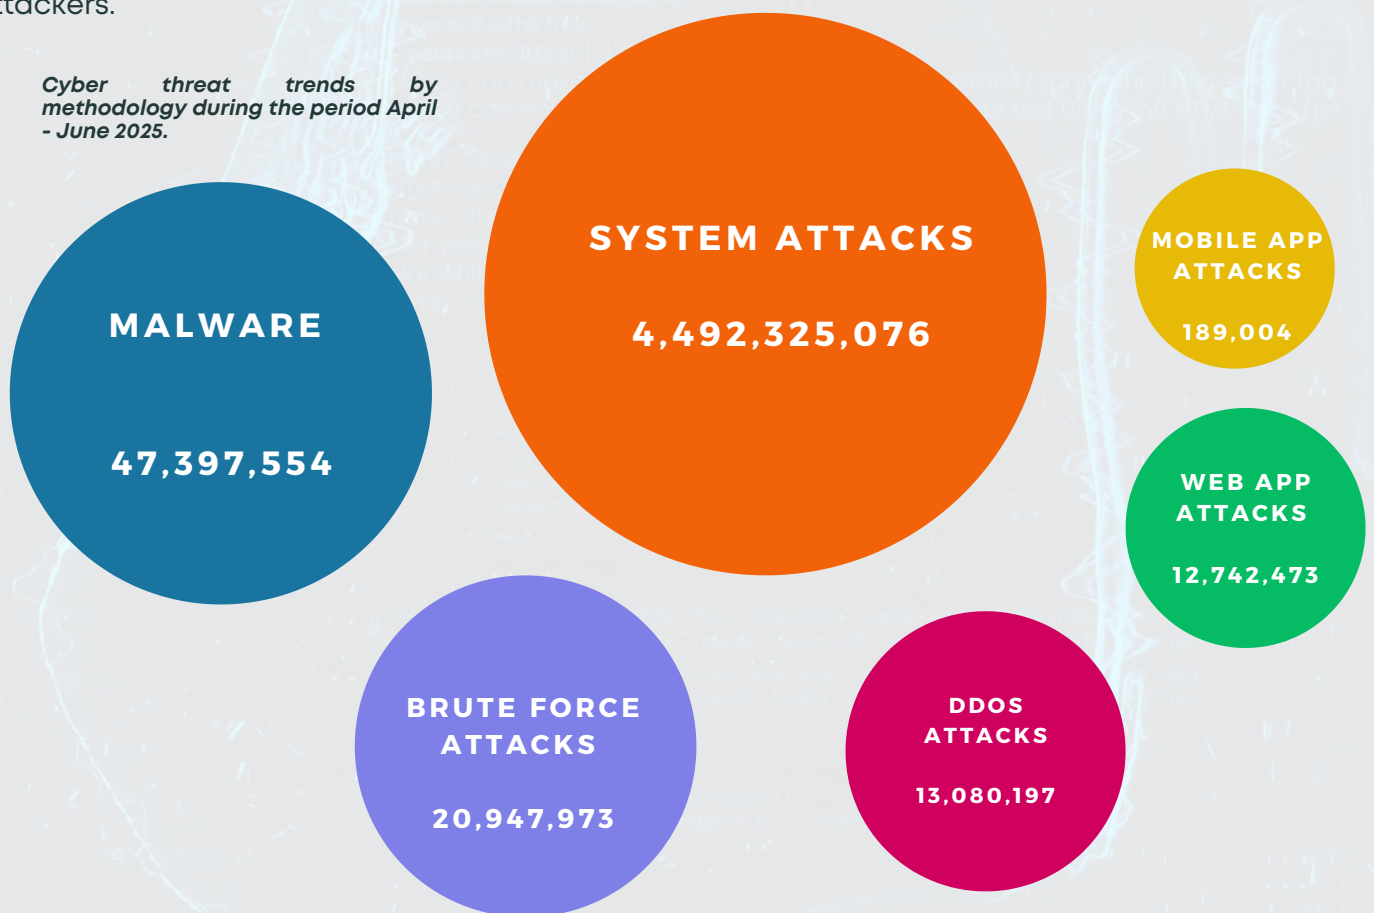 ttackers.
Cyber threat trends by
methodology during the period April
- June 2025.
SYSTEM ATTACKS
4,492,325,076
MOBILE APP
ATTACKS
189,004
MALWARE
47,397,554
WEB APP
ATTACKS
12,742,473
BRUTE FORCE
ATTACKS
20,947,973
DDOS
ATTACKS
13,080,197